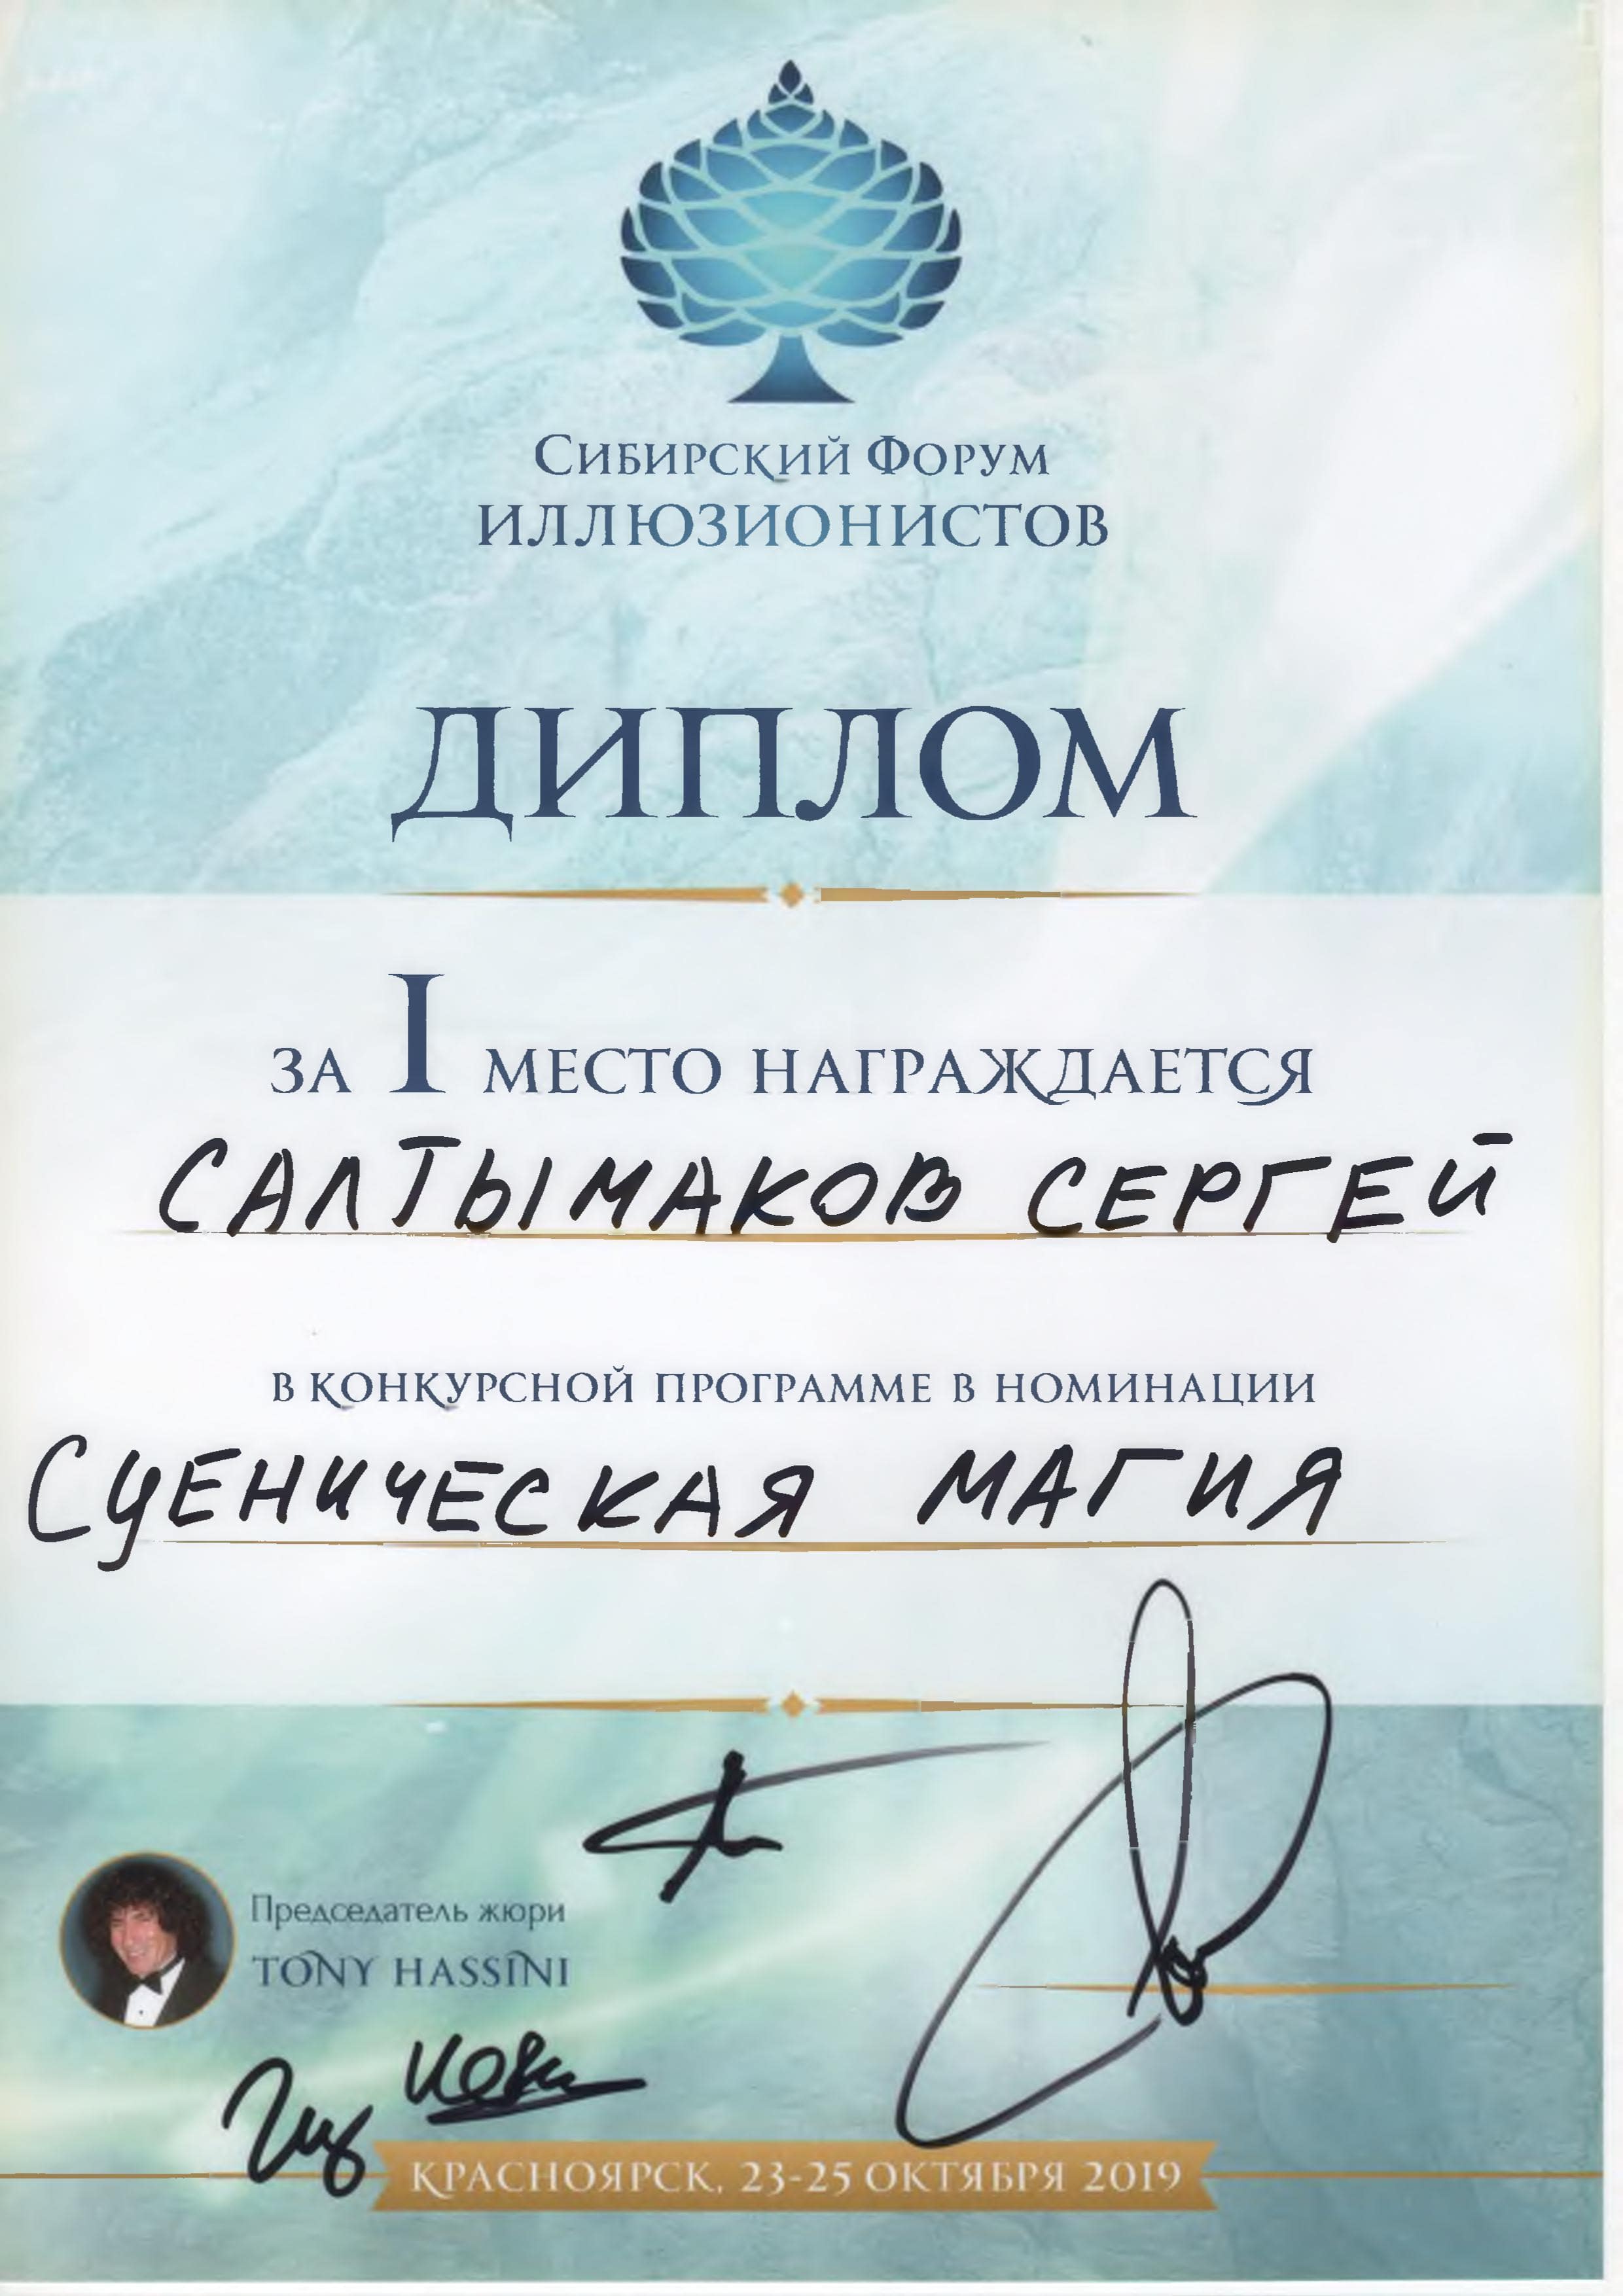 Сибирский Форум
ИЛЛЮЗИОНИСТОВ
ДИПЛОМ
ЗА I МЕСТО НАГРАЖДАЕТСЯ
САЛТЫМАКОВ СЕРГЕЙ
В КОНКУРСНОЙ ПРОГРАММЕ В НОМИНАЦИИ
СЦЕНИЧЕСКАЯ МАГИЯ
Председатель жюри
TONY HASSINI
КРАСНОЯРСК, 23-25 ОКТЯБРЯ 2019